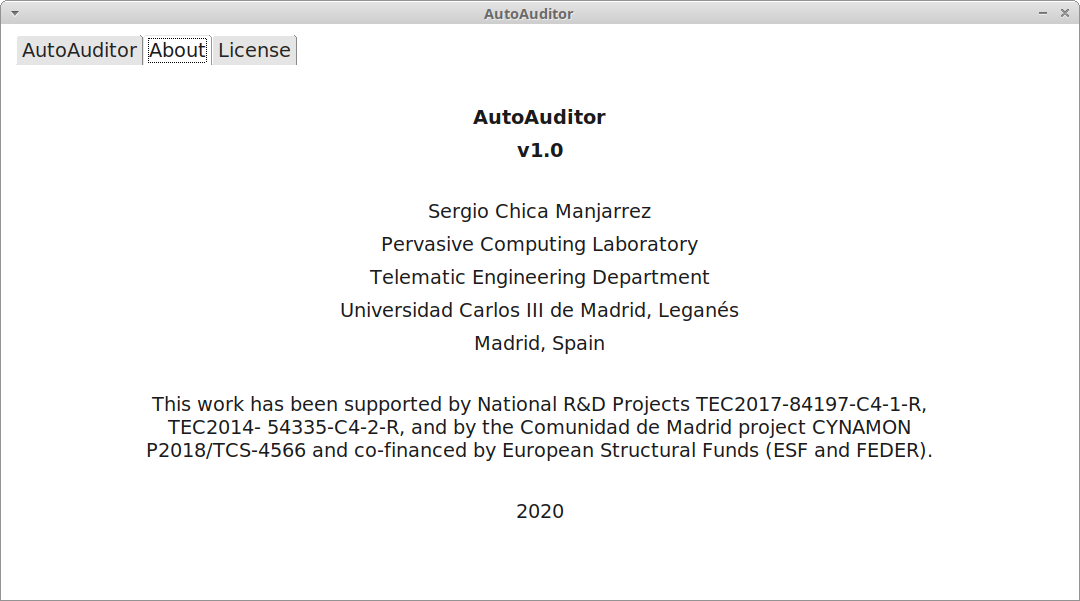 AutoAuditor
AutoAuditor About License
AutoAuditor
v1.0
Sergio Chica Manjarrez
Pervasive Computing Laboratory
Telematic Engineering Department
Universidad Carlos III de Madrid, Leganés
Madrid, Spain
This work has been supported by National R&D Projects TEC2017-84197-C4-1-R,
TEC2014- 54335-C4-2-R, and by the Comunidad de Madrid project CYNAMON
P2018/TCS-4566 and co-financed by European Structural Funds (ESF and FEDER).
2020